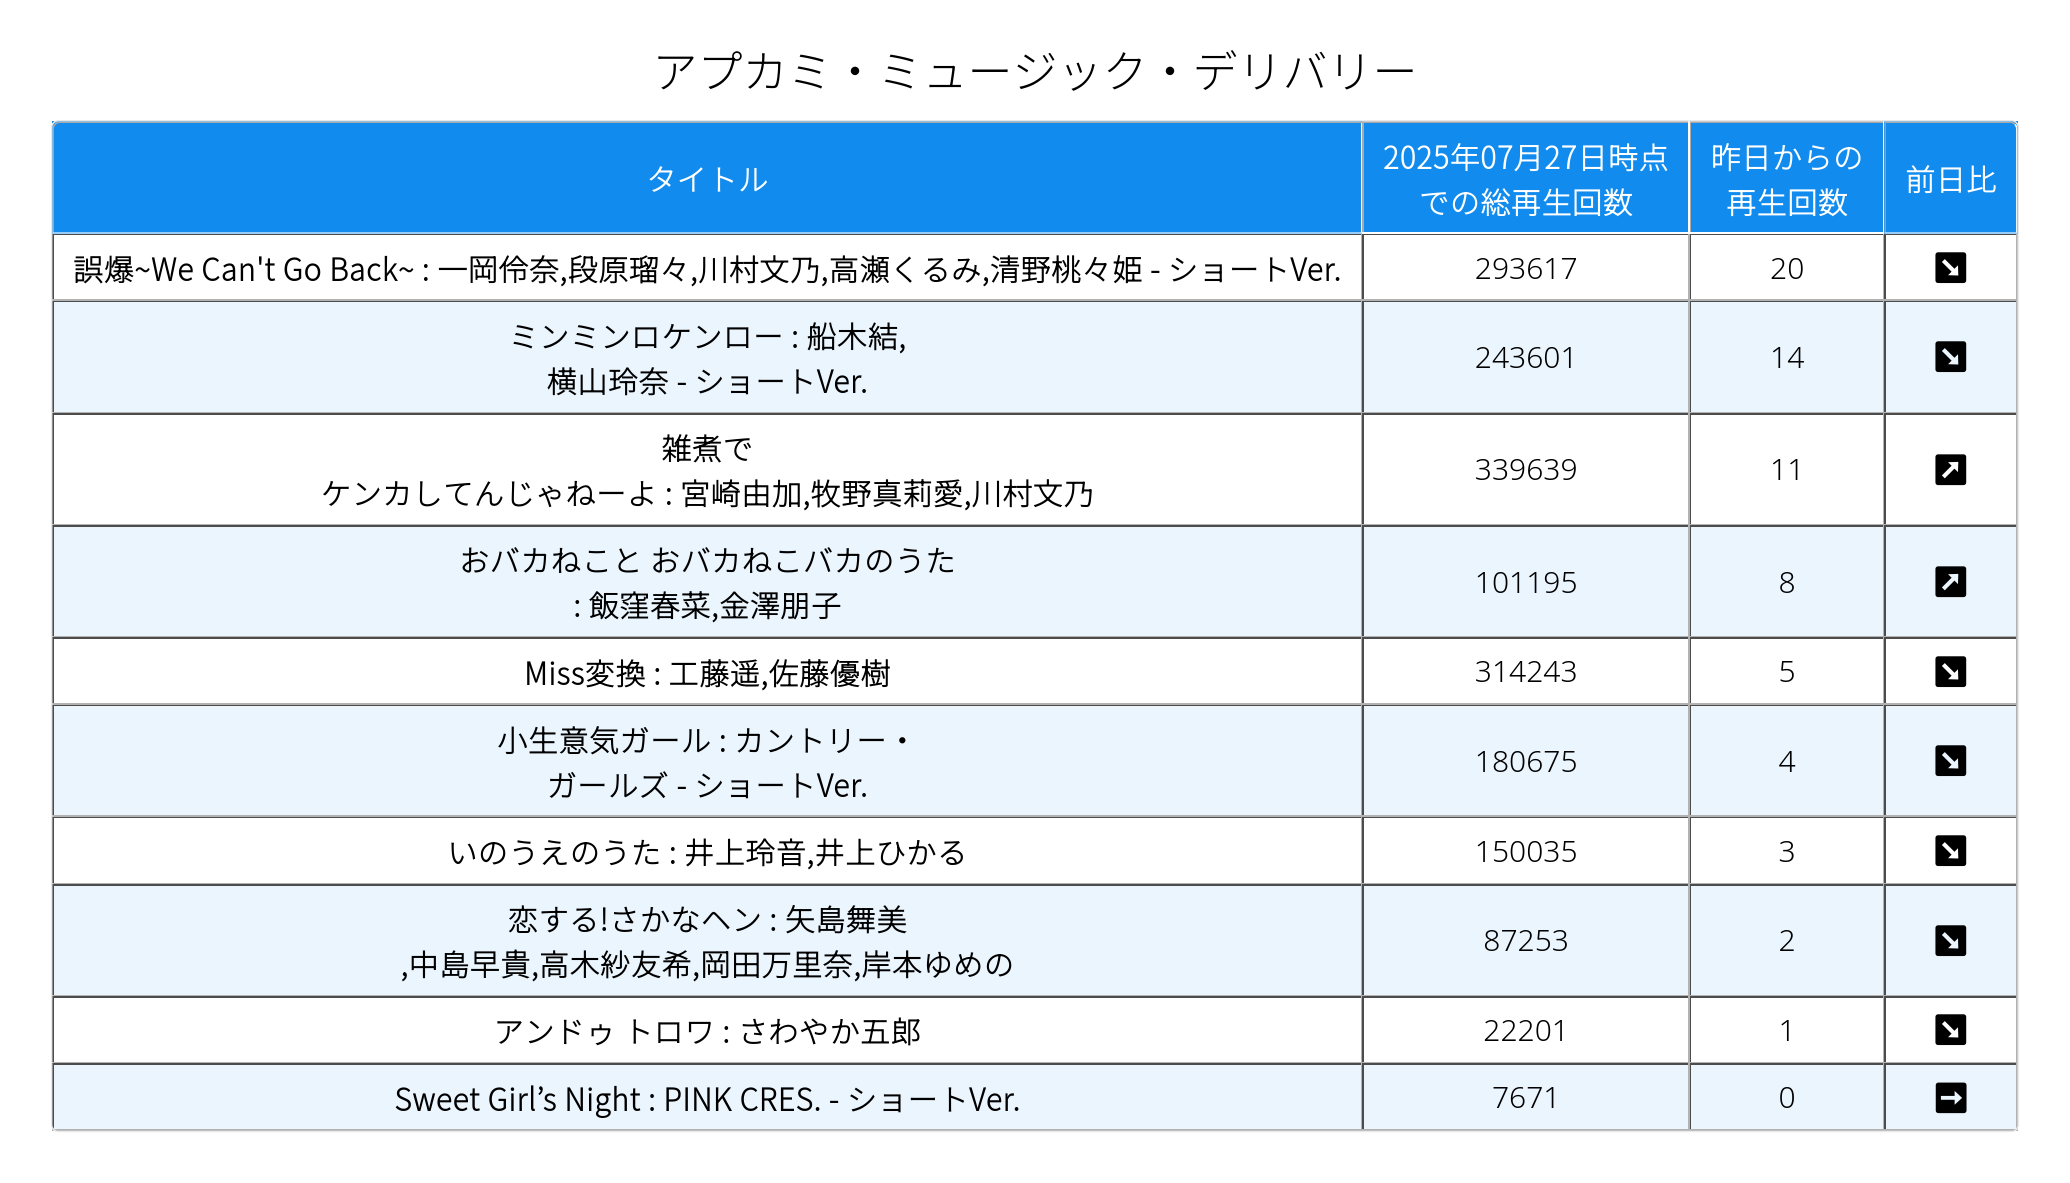 アプカミ・ミュージック・デリバリー
タイトル
2025年07月27日時点
での総再生回数
昨日からの
再生回数
前日比
誤爆~We Can't Go Back~ : 一岡伶奈,段原瑠々,川村文乃,高瀬くるみ,清野桃々姫 - ショートVer.
293617
20
ミンミンロケンロー : 船木結,
横山玲奈 - ショートVer.
243601
14
雑煮で
ケンカしてんじゃねーよ : 宮崎由加,牧野真莉愛,川村文乃
339639
11
おバカねこと おバカねこバカのうた
: 飯窪春菜,金澤朋子
101195
8
Miss変換 : 工藤遥,佐藤優樹
314243
5
小生意気ガール : カントリー・
ガールズ - ショートVer.
180675
4
いのうえのうた : 井上玲音,井上ひかる
150035
3
恋する!さかなヘン : 矢島舞美
,中島早貴,高木紗友希,岡田万里奈,岸本ゆめの
87253
2
アンドゥ トロワ : さわやか五郎
22201
1
Sweet Girl’s Night : PINK CRES. - ショートVer.
7671
0